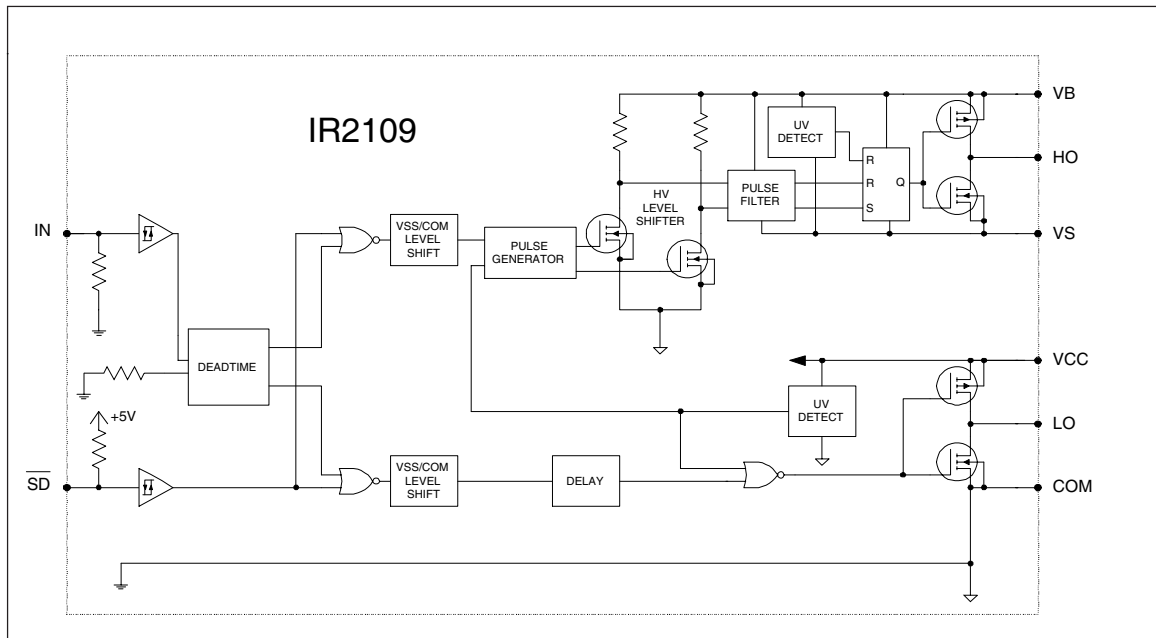 IR2109
VB
UV
DETECT
R
R
S
Q
HO
PULSE
FILTER
HV
LEVEL
SHIFTER
VS
IN
VSS/COM
LEVEL
SHIFT
PULSE
GENERATOR
DEADTIME
+5V
VCC
UV
DETECT
LO
SD
VSS/COM
LEVEL
SHIFT
DELAY
COM